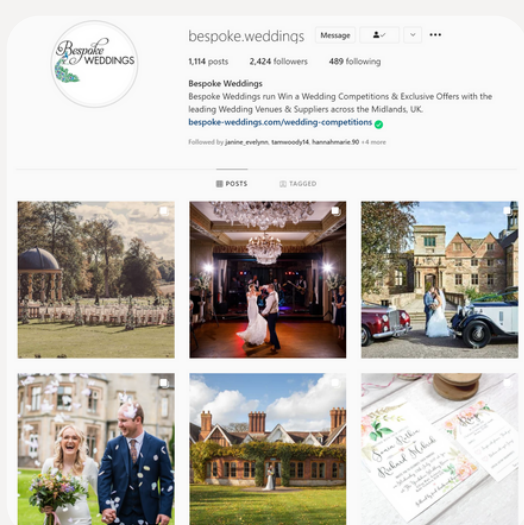 Bespoke
WEDDINGS
bespoke.weddings
Message
1,114 posts 2,424 followers 489 following
Bespoke Weddings
Bespoke Weddings run Win a Wedding Competitions & Exclusive Offers with the
leading Wedding Venues & Suppliers across the Midlands, UK.
bespoke-weddings.com/wedding-competitions
Followed by janine_evelynn, tamwoody14, hannahmarie.90 +4 more
POSTS TAGGED